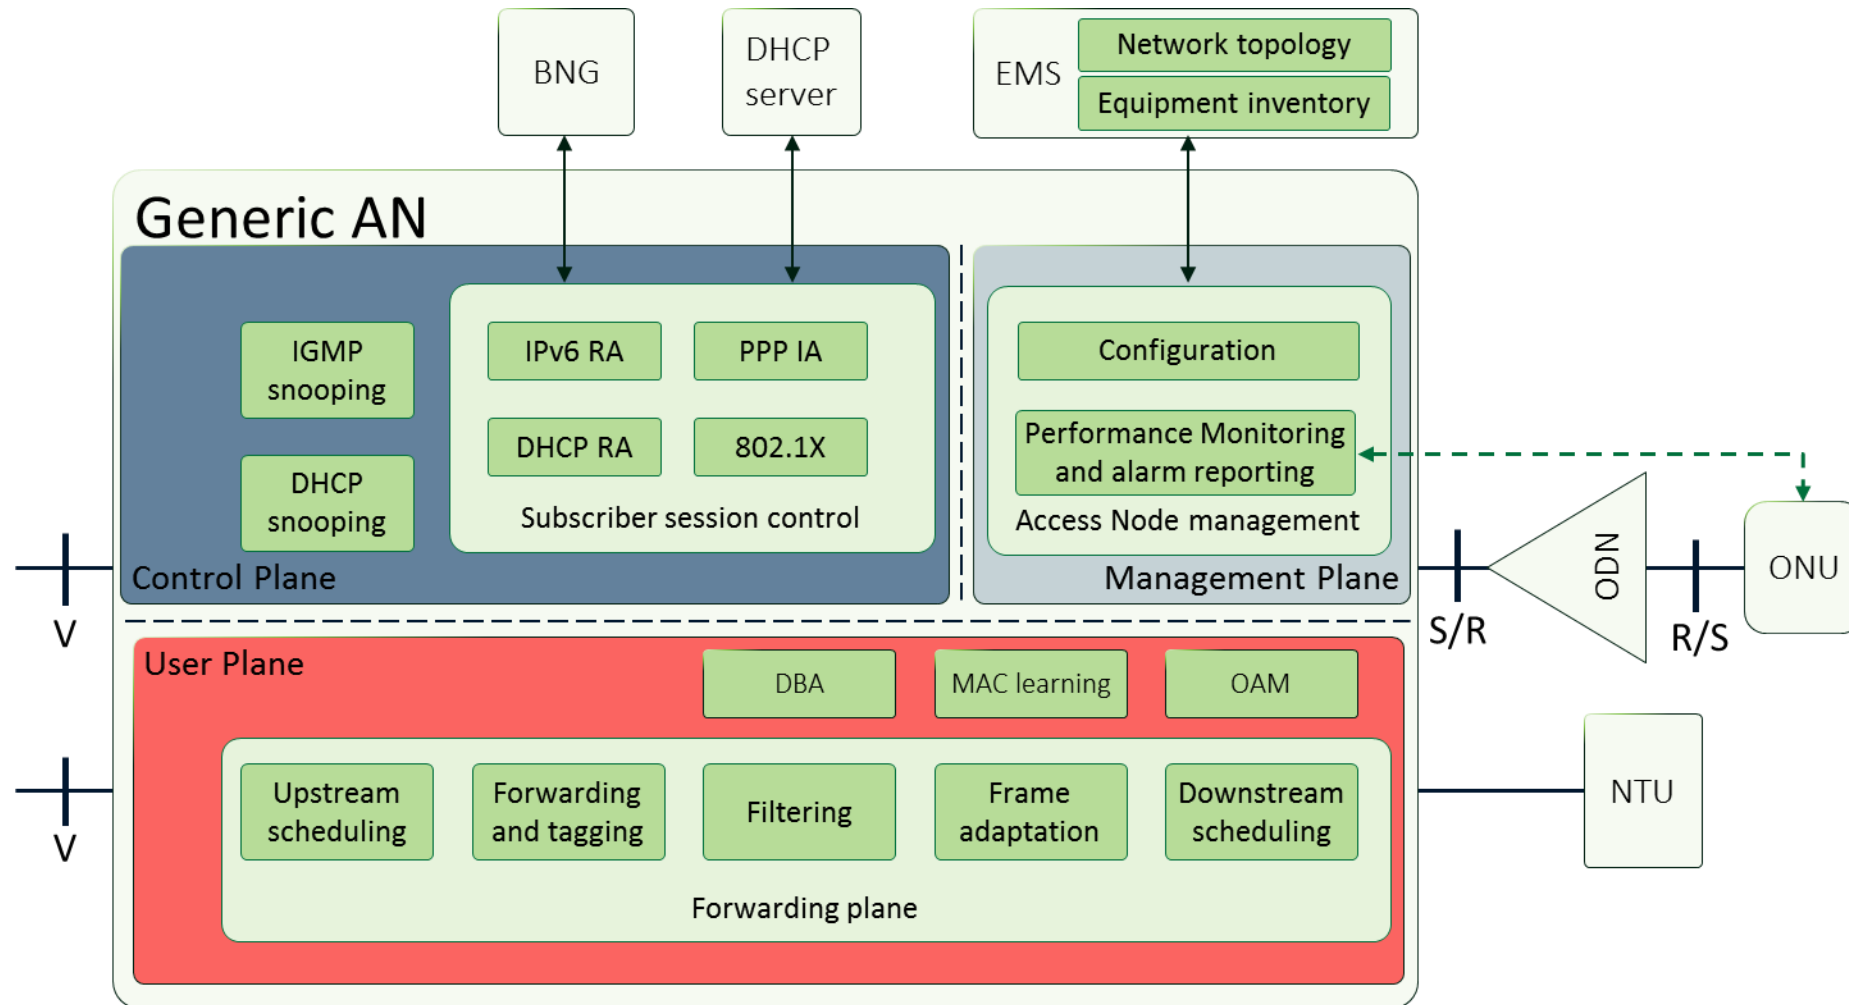 BNG
DHCP
server
EMS
Network topology
Equipment inventory
Generic AN
IGMP
snooping
DHCP
snooping
IPv6 RA
PPP IA
DHCP RA
802.1X
Subscriber session control
Control Plane
Configuration
Performance Monitoring
and alarm reporting
Access Node management
Management Plane
V
S/R
ODN
R/S
ONU
User Plane
DBA
MAC learning
OAM
Upstream
scheduling
Forwarding
and tagging
Filtering
Frame
adaptation
Downstream
scheduling
Forwarding plane
V
NTU